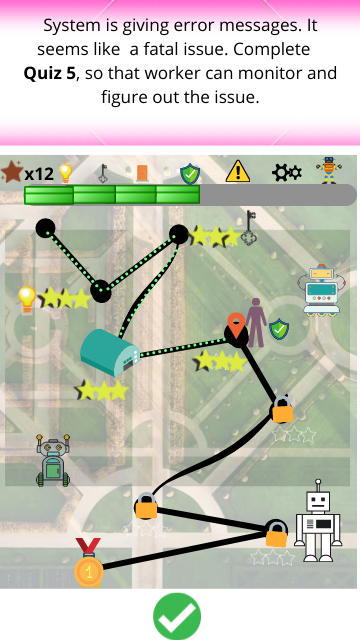 System is giving error messages. It
seems like a fatal issue. Complete
Quiz 5, so that worker can monitor and
figure out the issue.
x12
1